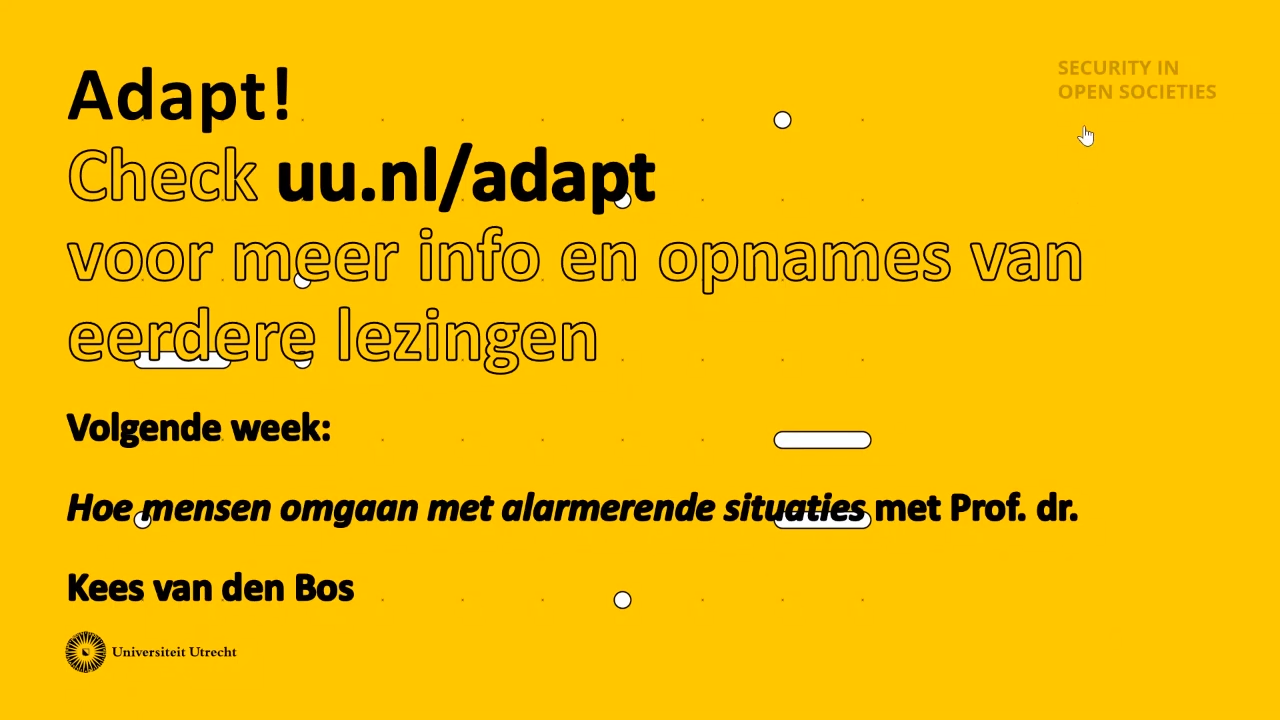 Adapt!
SECURITY IN
OPEN SOCIETIES
Check uu.nl/adapt
voor meer info en opnames van
eerdere lezingen
Volgende week:
Hoe mensen omgaan met alarmerende situaties met Prof. dr.
Kees van den Bos
Universiteit Utrecht